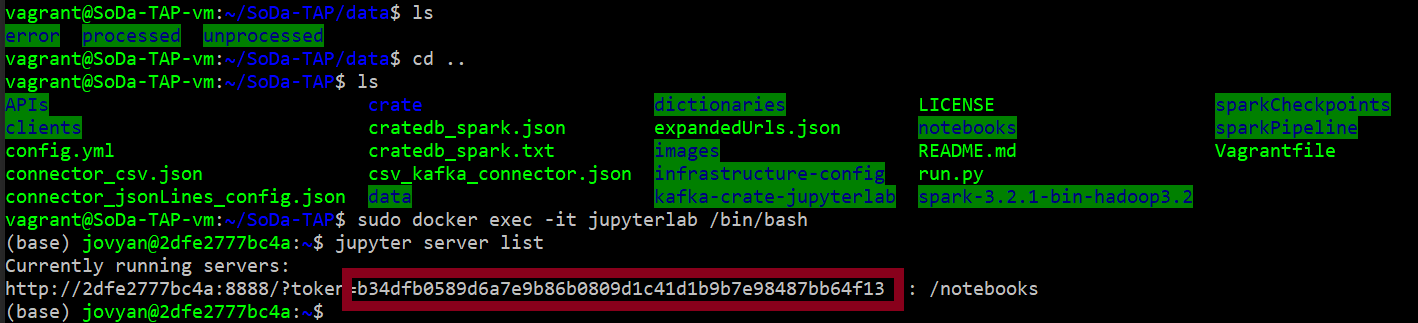 vagrant@SoDa-TAP-vm:~/SoDa-TAP/data$ ls
error processed unprocessed
vagrant@SoDa-TAP-vm:~/SoDa-TAP/data$ cd ..
vagrant@SoDa-TAP-vm:~/SoDa-TAP$ ls
APIs crate dictionaries LICENSE sparkCheckpoints
clients cratedb_spark.json expandedUrls.json notebooks sparkPipeline
config.yml cratedb_spark.txt images README.md Vagrantfile
connector_csv.json csv_kafka_connector.json infrastructure-config run.py
connector_jsonLines_config.json data kafka-crate-jupyterlab spark-3.2.1-bin-hadoop3.2
vagrant@SoDa-TAP-vm:~/SoDa-TAP$ sudo docker exec -it jupyterlab /bin/bash
(base) jovyan@2dfe2777bc4a:~$ jupyter server list
Currently running servers:
http://2dfe2777bc4a:8888/?token=b34dfb0589d6a7e9b86b0809d1c41d1b9b7e98487bb64f13 : /notebooks
(base) jovyan@2dfe2777bc4a:~$